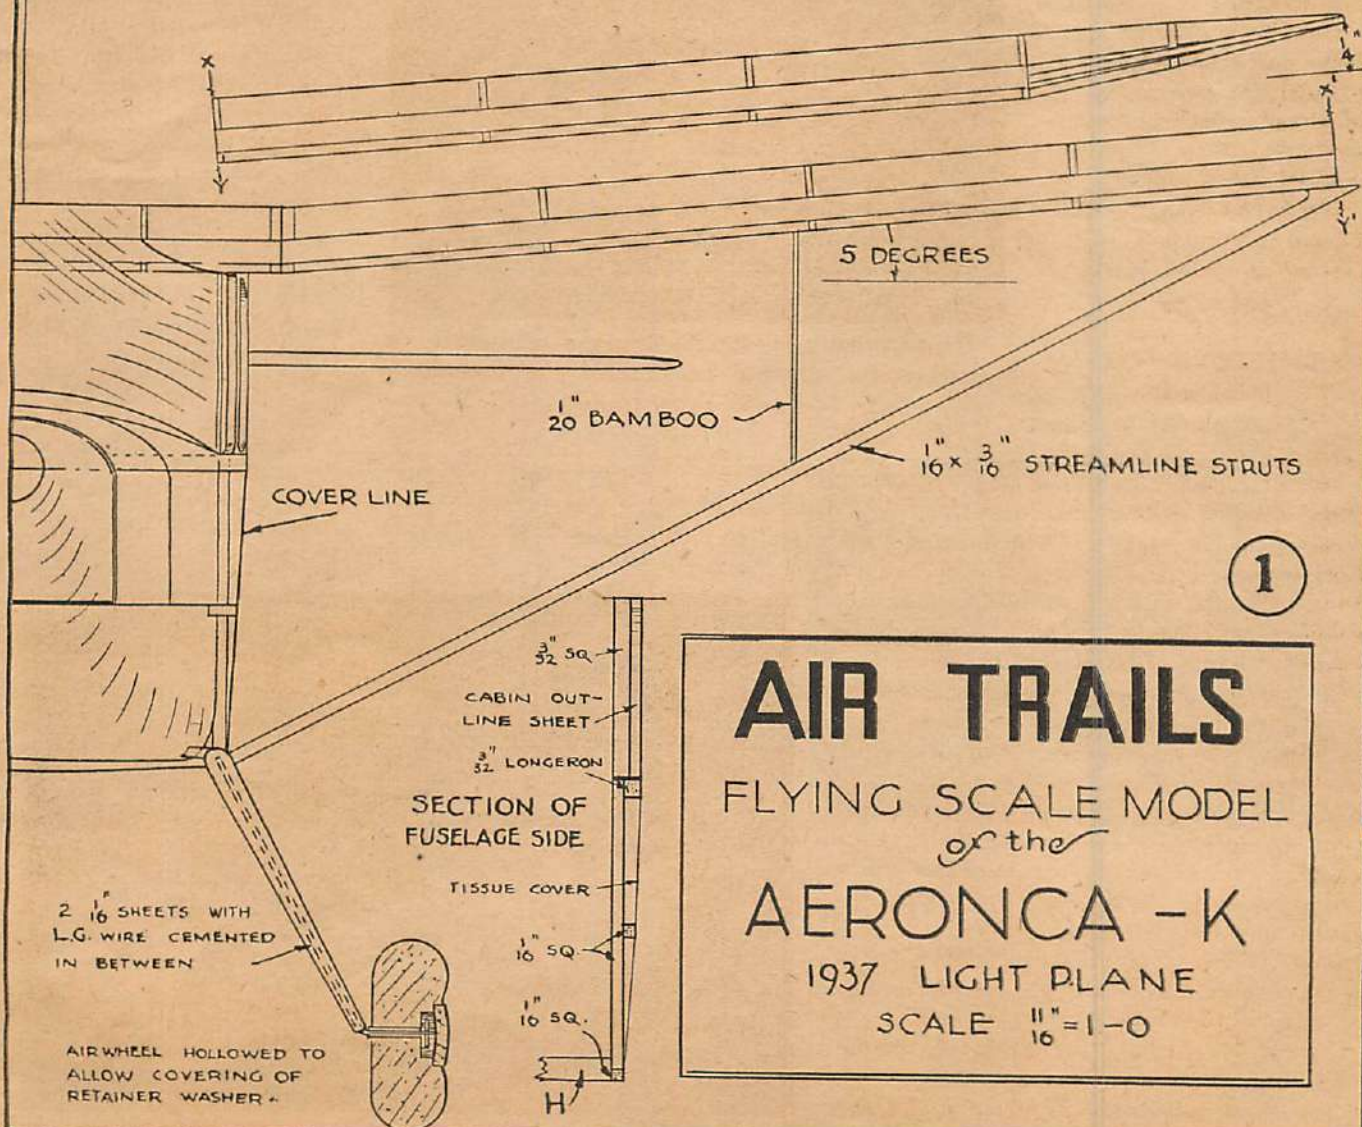 X
Y
1/4"
X'
Y'
5 DEGREES
1/20" BAMBOO
1/16" x 3/16" STREAMLINE STRUTS
COVER LINE
1
3/32" SQ
CABIN OUT-
LINE SHEET
3/32" LONGERON
SECTION OF
FUSELAGE SIDE
TISSUE COVER
1/16" SQ.
1/16" SQ.
H
H
2 1/16" SHEETS WITH
L.G. WIRE CEMENTED
IN BETWEEN
AIRWHEEL HOLLOWED TO
ALLOW COVERING OF
RETAINER WASHER.
AIR TRAILS
FLYING SCALE MODEL
of the
AERONCA - K
1937 LIGHT PLANE
SCALE 11/16" = 1-0